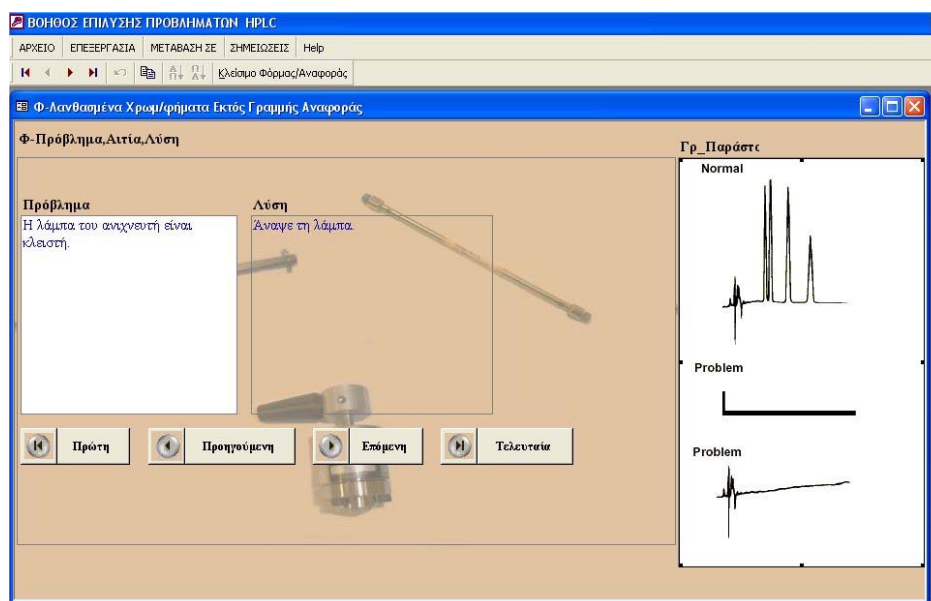 ΒΟΗΘΟΣ ΕΠΙΛΥΣΗΣ ΠΡΟΒΛΗΜΑΤΩΝ HPLC
ΑΡΧΕΙΟ ΕΠΕΞΕΡΓΑΣΙΑ ΜΕΤΑΒΑΣΗ ΣΕ ΣΗΜΕΙΩΣΕΙΣ Help
Κλείσιμο Φόρμας/Αναφοράς
Φ-Λανθασμένα Χρωμ/φήματα Εκτός Γραμμής Αναφοράς
Φ-Πρόβλημα,Αιτία,Λύση
Γρ_Παράστ
Normal
Πρόβλημα Λύση
Η λάμπα του ανιχνευτή είναι
κλειστή.
Άναψε τη λάμπα.
Problem
Πρώτη Προηγούμενη Επόμενη Τελευταία
Problem